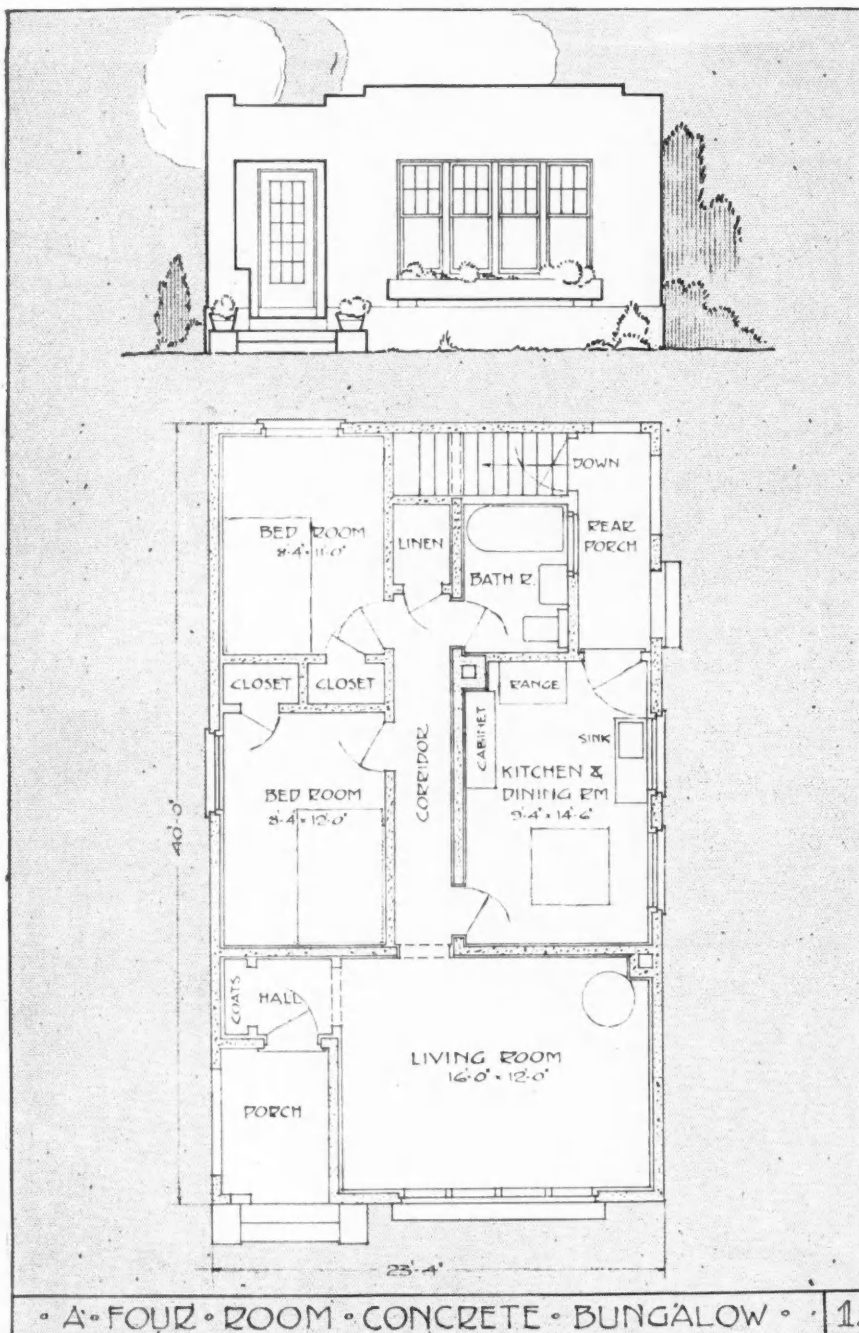 DOWN
BED ROOM
8'-4" × 11'-0"
LINEN
REAR
PORCH
BATH R.
CLOSET
CLOSET
RANGE
CABINET
SINK
CORRIDOR
KITCHEN &
DINING RM
9'-4" × 14'-6"
BED ROOM
8'-4" × 12'-0"
40'-0"
COATS
HALL
LIVING ROOM
16'-0" × 12'-0"
PORCH
23'-4"
• A • FOUR • ROOM • CONCRETE • BUNGALOW •
1